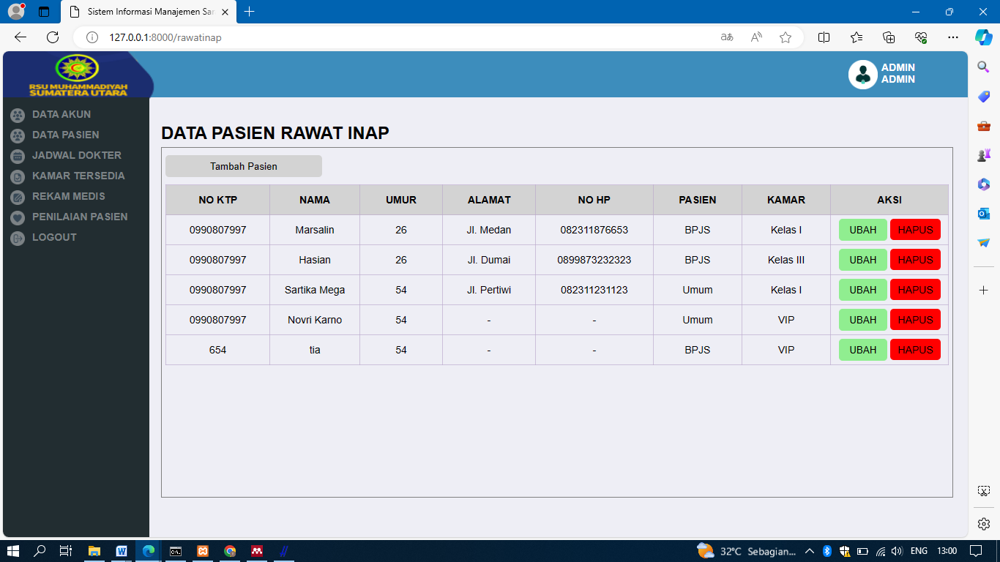 Sistem Informasi Manajemen Sar
127.0.0.1:8000/rawatinap
RSU MUHAMMADIYAH
SUMATERA UTARA
ADMIN
ADMIN
DATA AKUN
DATA PASIEN
JADWAL DOKTER
KAMAR TERSEDIA
REKAM MEDIS
PENILAIAN PASIEN
LOGOUT
DATA PASIEN RAWAT INAP
Tambah Pasien
NO KTP NAMA UMUR ALAMAT NO HP PASIEN KAMAR AKSI
0990807997 Marsalin 26 Jl. Medan 082311876653 BPJS Kelas I UBAH HAPUS
0990807997 Hasian 26 Jl. Dumai 0899873232323 BPJS Kelas III UBAH HAPUS
0990807997 Sartika Mega 54 Jl. Pertiwi 082311231123 Umum Kelas I UBAH HAPUS
0990807997 Novri Karno 54 - - Umum VIP UBAH HAPUS
654 tia 54 - - BPJS VIP UBAH HAPUS
32°C Sebagian... ENG 13:00